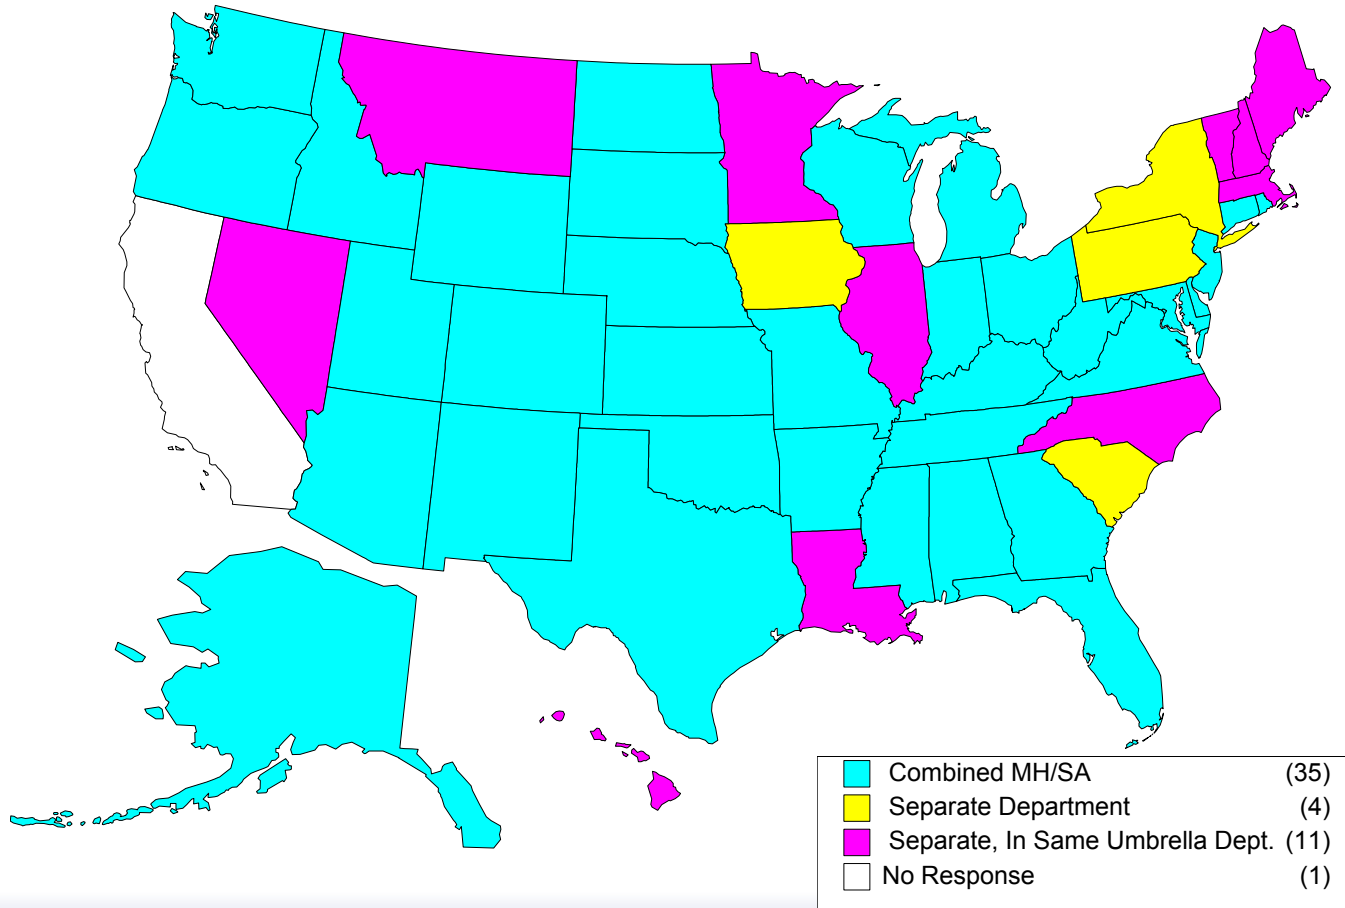 Combined MH/SA (35)
Separate Department (4)
Separate, In Same Umbrella Dept. (11)
No Response (1)